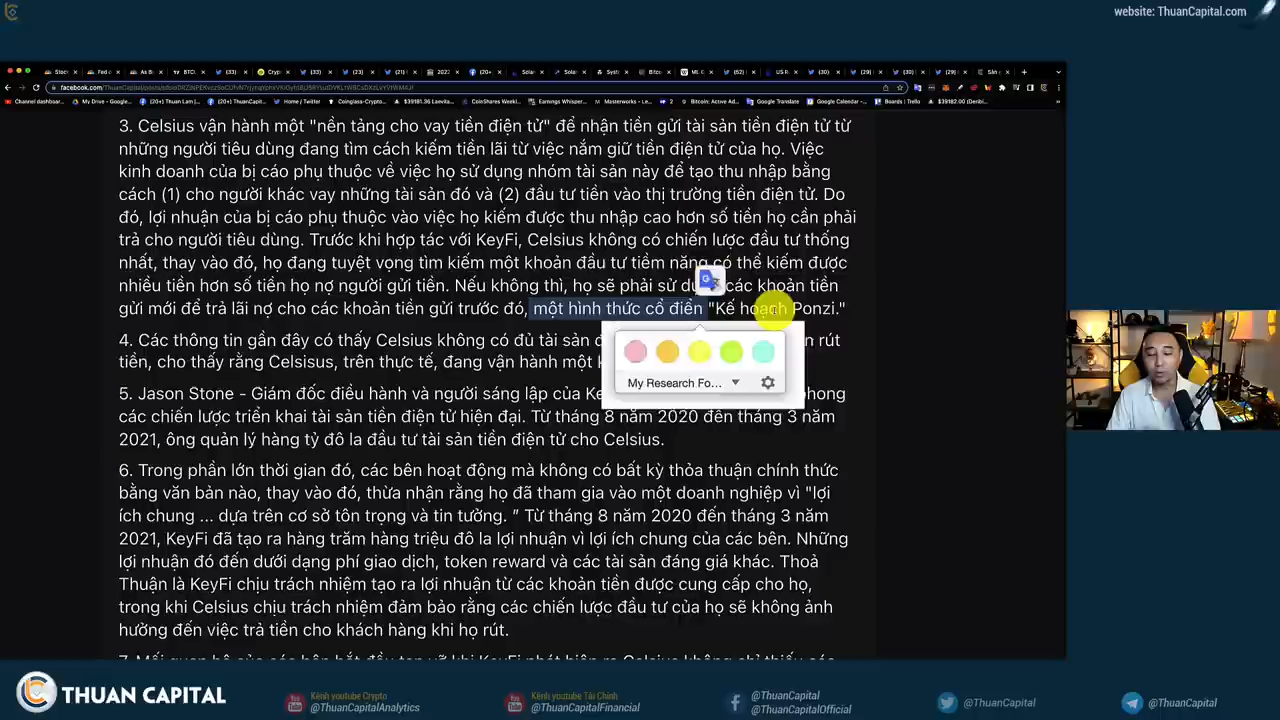 website: ThuanCapital.com
3. Celsius vận hành một "nền tảng cho vay tiền điện tử" để nhận tiền gửi tài sản tiền điện tử từ
những người tiêu dùng đang tìm cách kiếm tiền lãi từ việc nắm giữ tiền điện tử của họ. Việc
kinh doanh của bị cáo phụ thuộc về việc họ sử dụng nhóm tài sản này để tạo thu nhập bằng
cách (1) cho người khác vay những tài sản đó và (2) đầu tư tiền vào thị trường tiền điện tử. Do
đó, lợi nhuận của bị cáo phụ thuộc vào việc họ kiếm được thu nhập cao hơn số tiền họ cần phải
trả cho người tiêu dùng. Trước khi hợp tác với KeyFi, Celsius không có chiến lược đầu tư thống
nhất, thay vào đó, họ đang tuyệt vọng tìm kiếm một khoản đầu tư tiềm năng có thể kiếm được
nhiều tiền hơn số tiền họ nợ người gửi tiền. Nếu không thì, họ sẽ phải sử các khoản tiền
gửi mới để trả lãi nợ cho các khoản tiền gửi trước đó, một hình thức cổ điển "Kế hoạch Ponzi."
4. Các thông tin gần đây có thấy Celsius không có đủ tài sản rút
tiền, cho thấy rằng Celsisus, trên thực tế, đang vận hành một
My Research Fo...
5. Jason Stone - Giám đốc điều hành và người sáng lập của phong
các chiến lược triển khai tài sản tiền điện tử hiện đại. Từ tháng 8 năm 2020 đến tháng 3 năm
2021, ông quản lý hàng tỷ đô la đầu tư tài sản tiền điện tử cho Celsius.
6. Trong phần lớn thời gian đó, các bên hoạt động mà không có bất kỳ thỏa thuận chính thức
bằng văn bản nào, thay vào đó, thừa nhận rằng họ đã tham gia vào một doanh nghiệp vì "lợi
ích chung ... dựa trên cơ sở tôn trọng và tin tưởng. " Từ tháng 8 năm 2020 đến tháng 3 năm
2021, KeyFi đã tạo ra hàng trăm hàng triệu đô la lợi nhuận vì lợi ích chung của các bên. Những
lợi nhuận đó đến dưới dạng phí giao dịch, token reward và các tài sản đáng giá khác. Thoả
Thuận là KeyFi chịu trách nhiệm tạo ra lợi nhuận từ các khoản tiền được cung cấp cho họ,
trong khi Celsius chịu trách nhiệm đảm bảo rằng các chiến lược đầu tư của họ sẽ không ảnh
hưởng đến việc trả tiền cho khách hàng khi họ rút.
THUAN CAPITAL
Kênh youtube Crypto
@ThuanCapitalAnalytics
Kênh youtube Tài Chính
@ThuanCapitalFinancial
@ThuanCapital
@ThuanCapitalOfficial
@ThuanCapital
@ThuanCapital